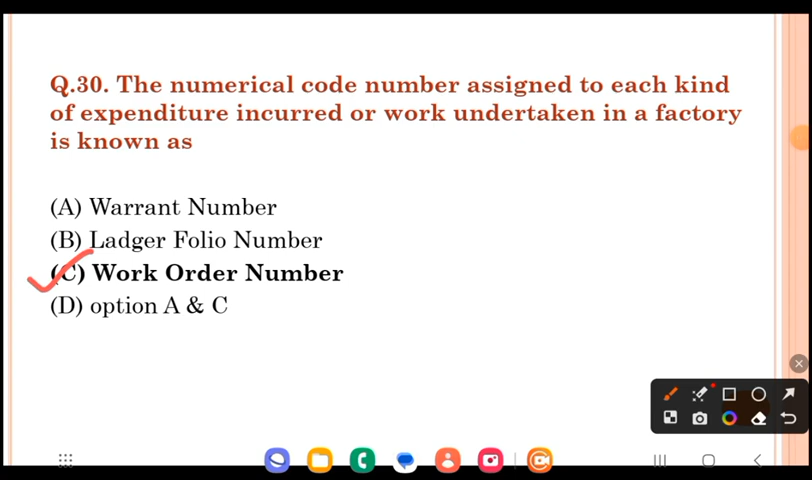 Q.30. The numerical code number assigned to each kind
of expenditure incurred or work undertaken in a factory
is known as
(A) Warrant Number
(B) Ladger Folio Number
(C) Work Order Number
(D) option A & C